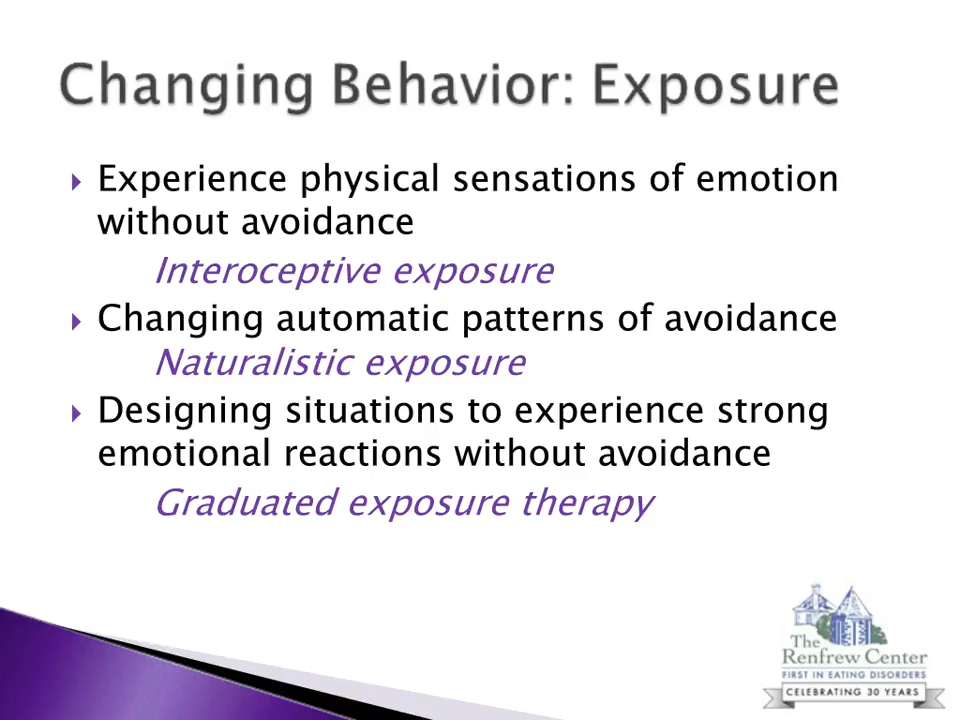 Changing Behavior: Exposure
Experience physical sensations of emotion
without avoidance
Interoceptive exposure
Changing automatic patterns of avoidance
Naturalistic exposure
Designing situations to experience strong
emotional reactions without avoidance
Graduated exposure therapy
The
Renfrew Center
FIRST IN EATING DISORDERS
CELEBRATING 30 YEARS